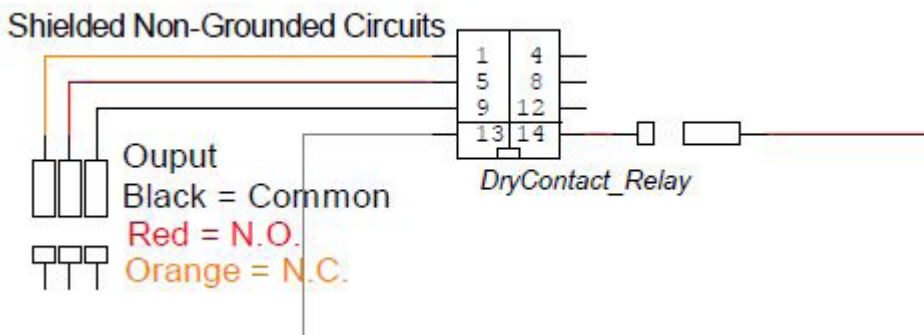 Shielded Non-Grounded Circuits
1 4
5 8
9 12
13 14
DryContact_Relay
Ouput
Black = Common
Red = N.O.
Orange = N.C.